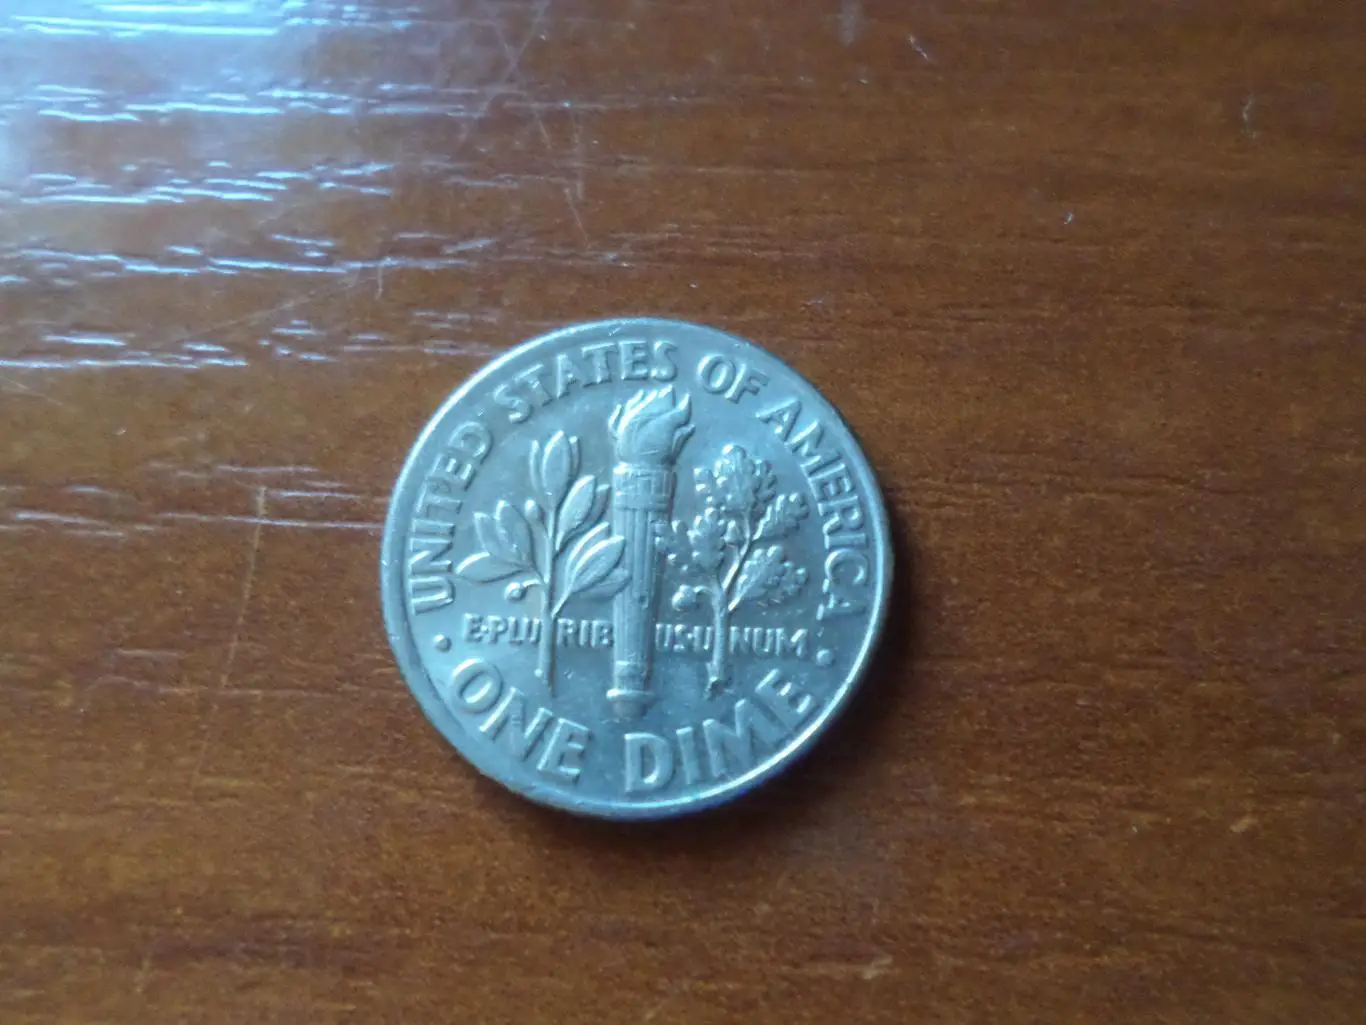 UNITED STATES OF AMERICA
E·PLURIBUS·UNUM
· ONE DIME ·